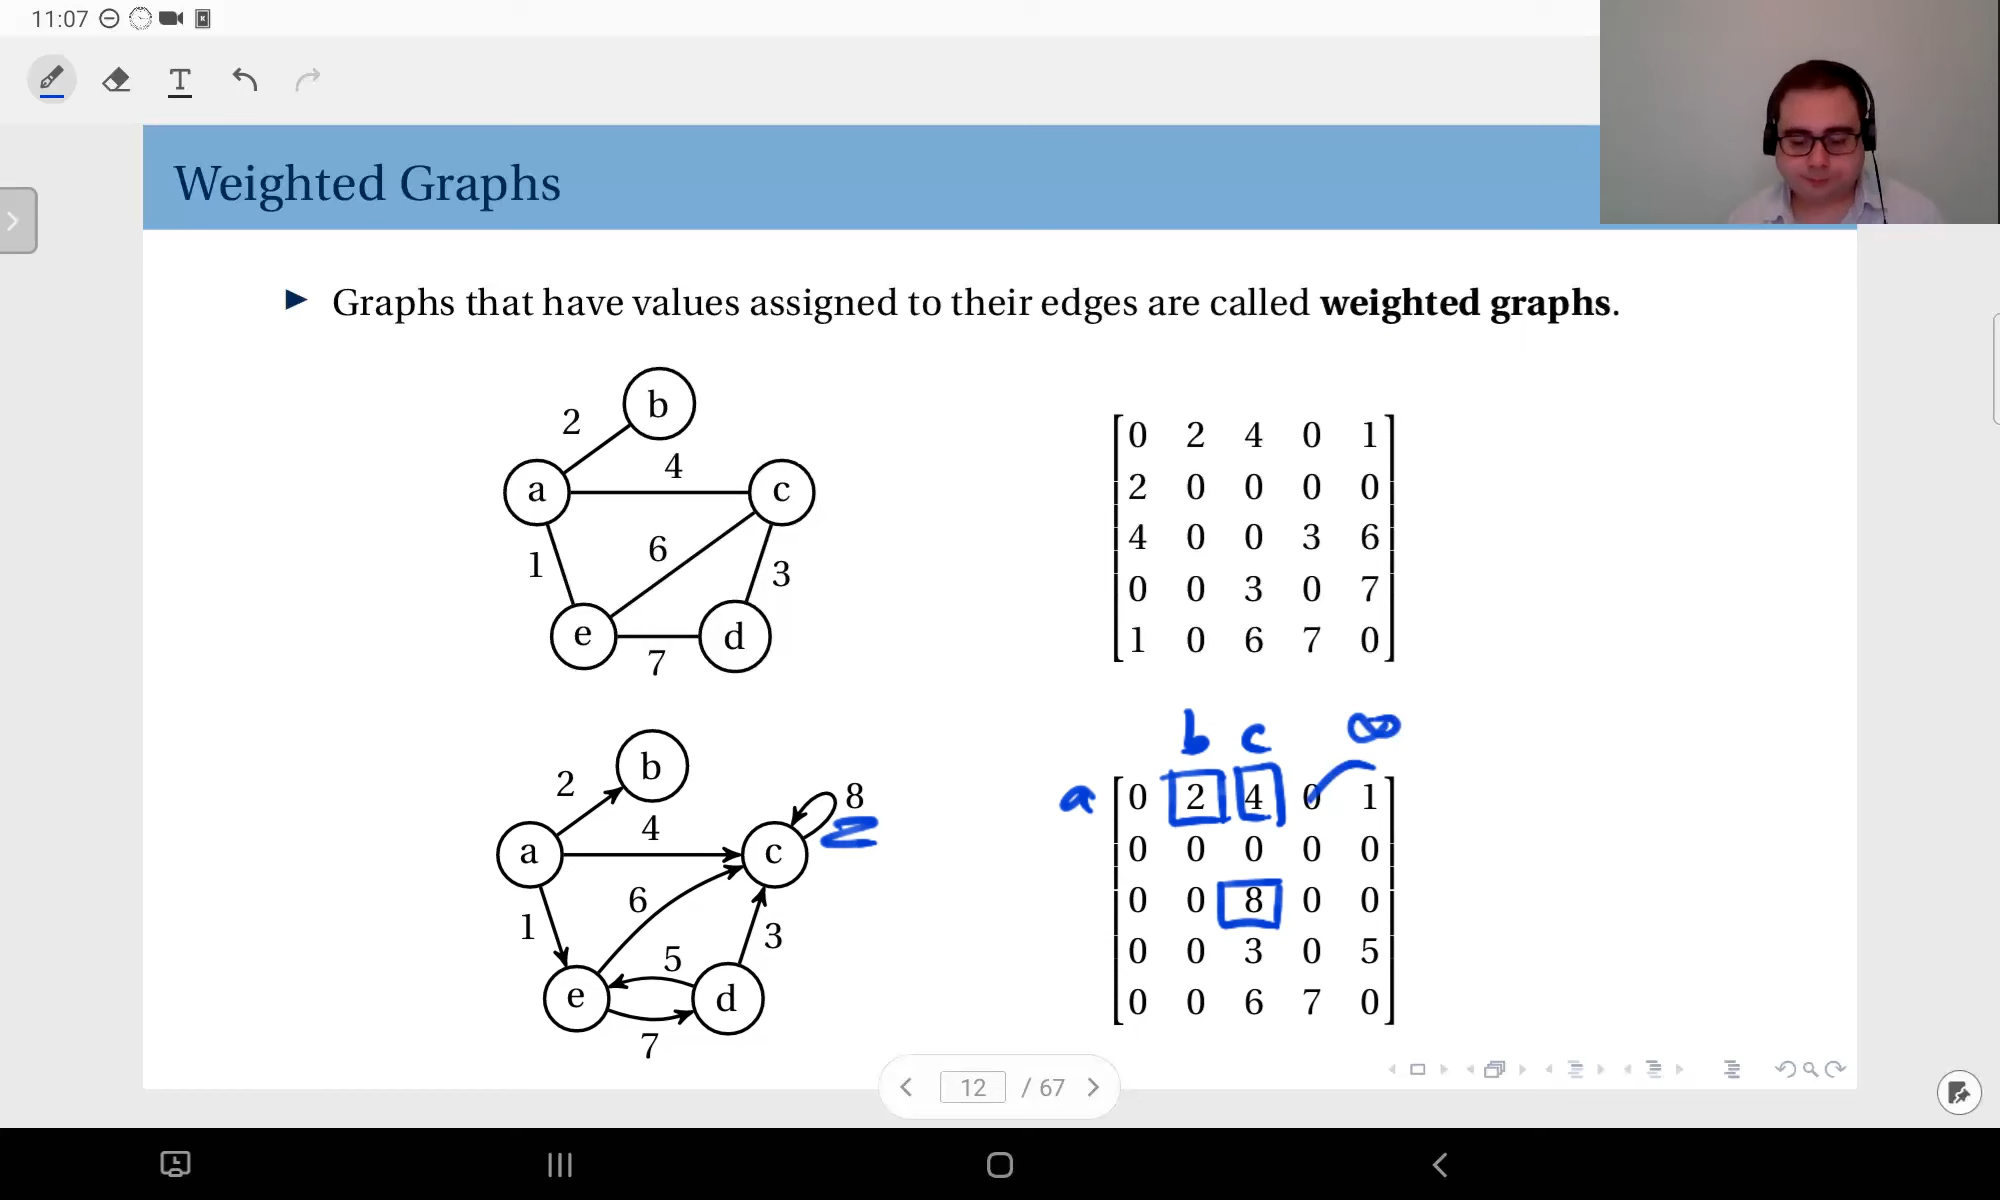 11:07
T
Weighted Graphs
► Graphs that have values assigned to their edges are called weighted graphs.
b
2
4
a
c
6
1
3
e
d
7
0 2 4 0 1
2 0 0 0 0
4 0 0 3 6
0 0 3 0 7
1 0 6 7 0
b
2
8
4
a
c
6
1
5
3
e
d
7
b c ∞
a 0 2 4 0 1
0 0 0 0 0
0 0 8 0 0
0 0 3 0 5
0 0 6 7 0
12 / 67